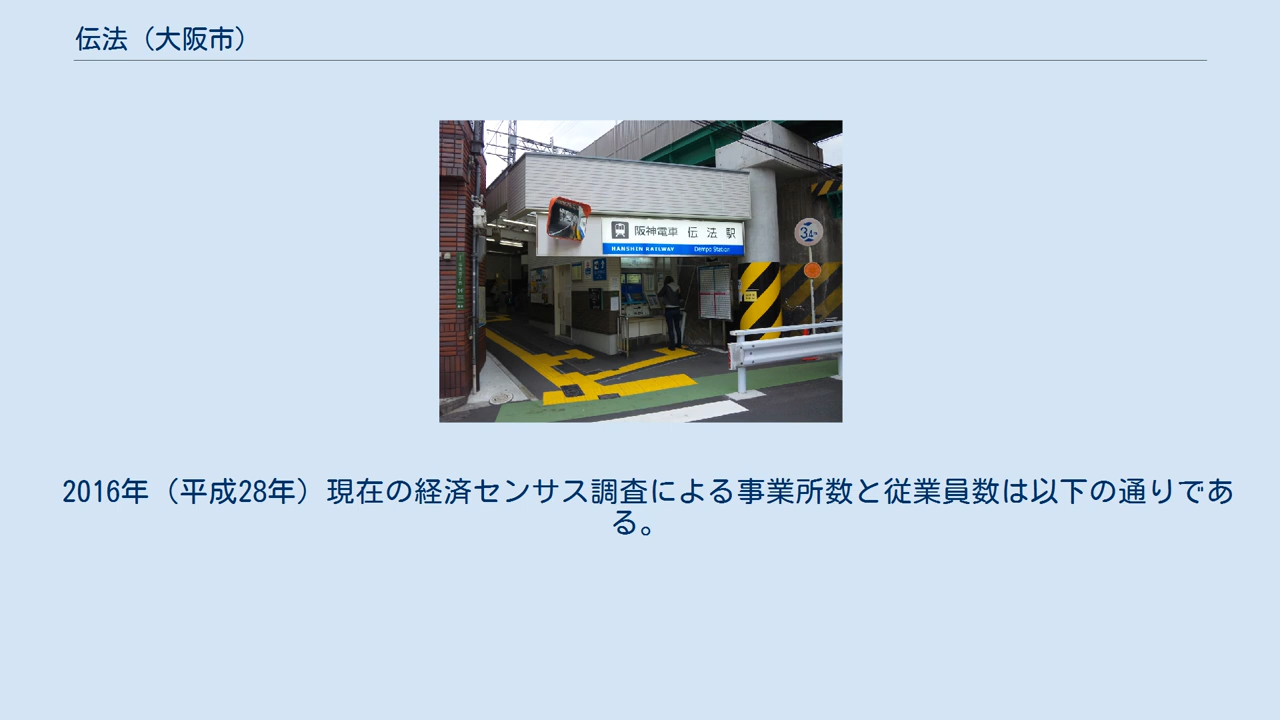 伝法（大阪市）
阪神電車 伝法駅
HANSHIN RAILWAY Dempo Station
2016年（平成28年）現在の経済センサス調査による事業所数と従業員数は以下の通りであ
る。